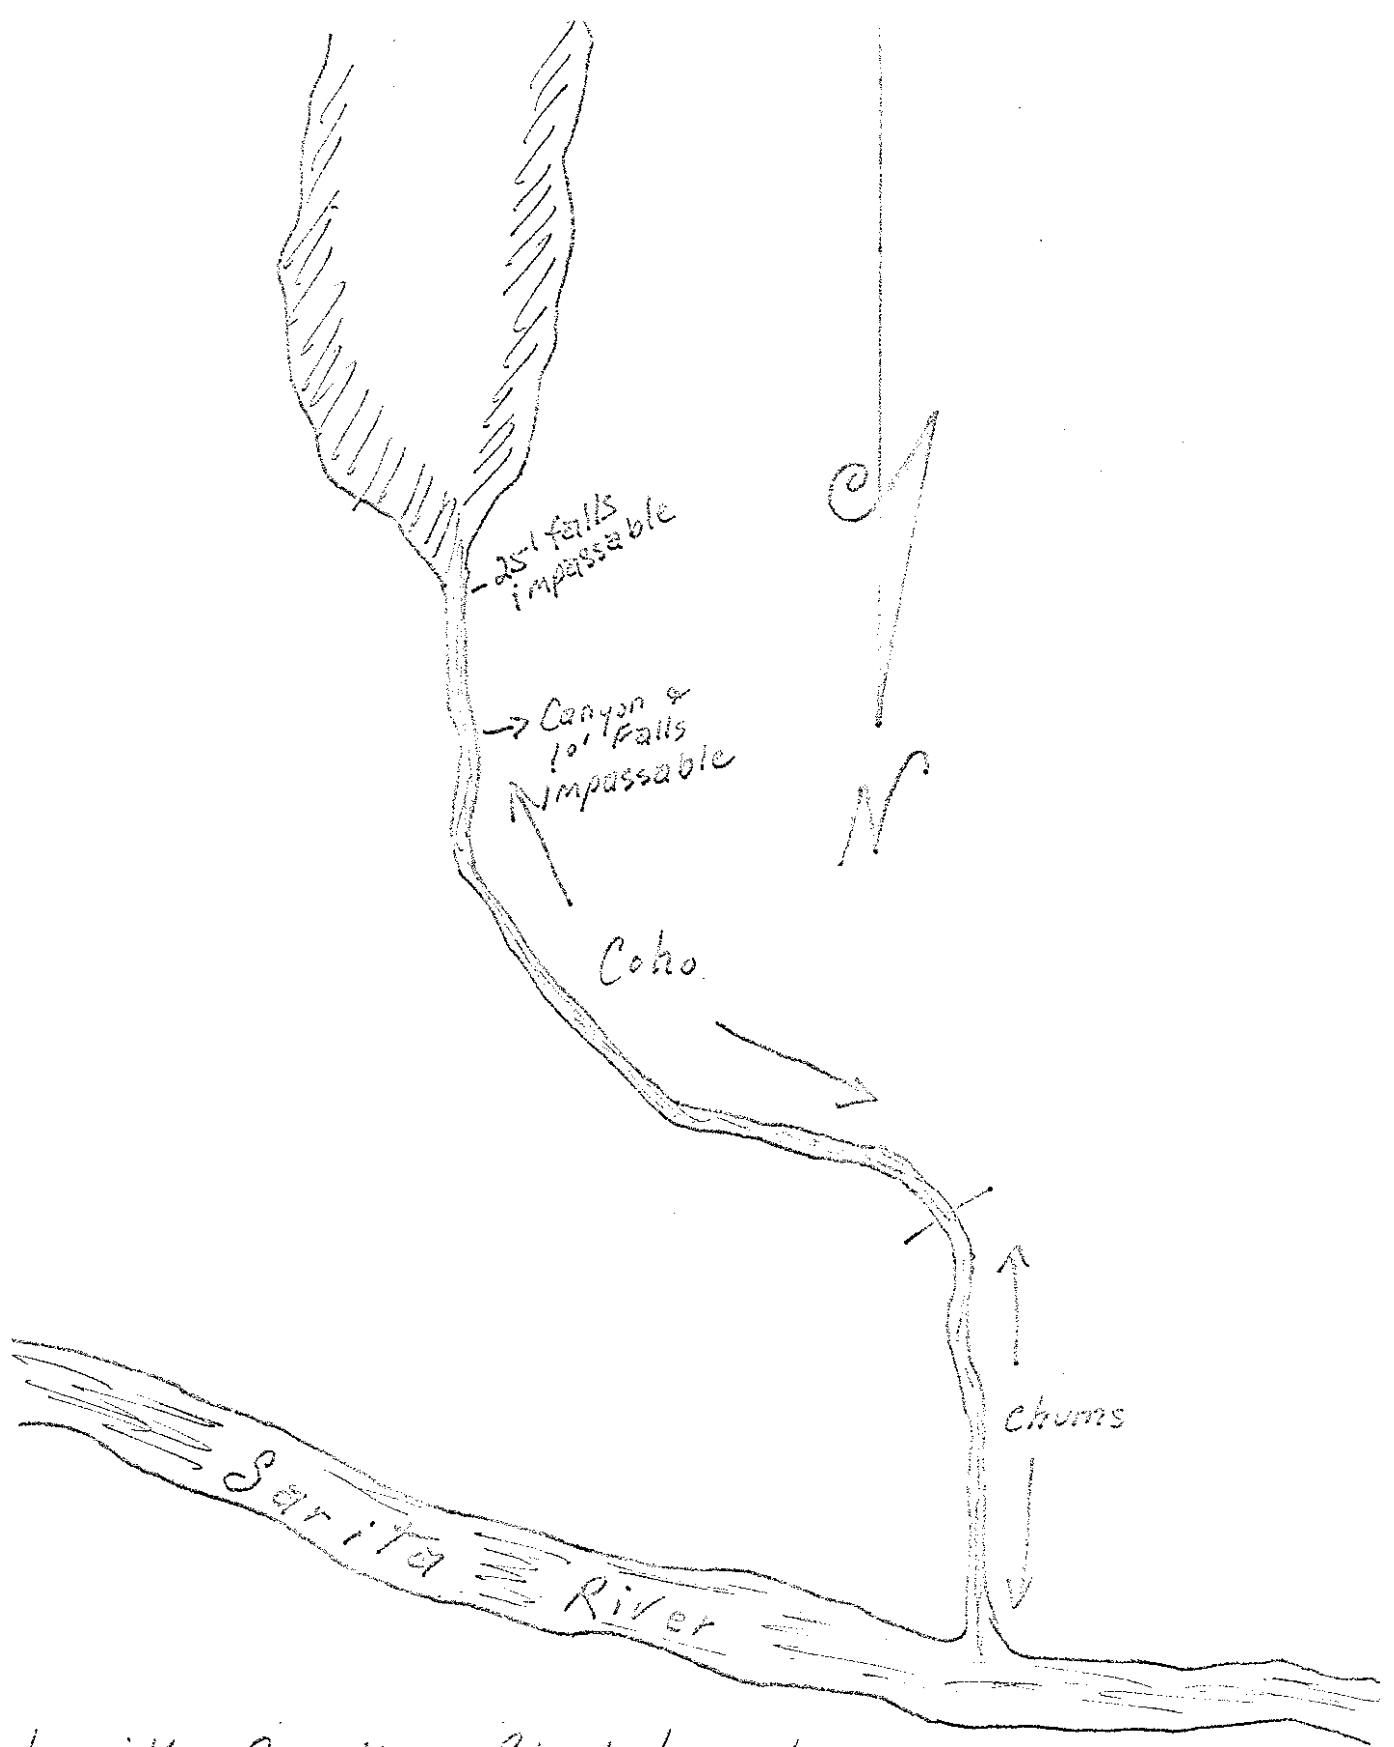 25' falls
impassable
Canyon &
10' Falls
impassable
N
Coho
Chums
Sarita River